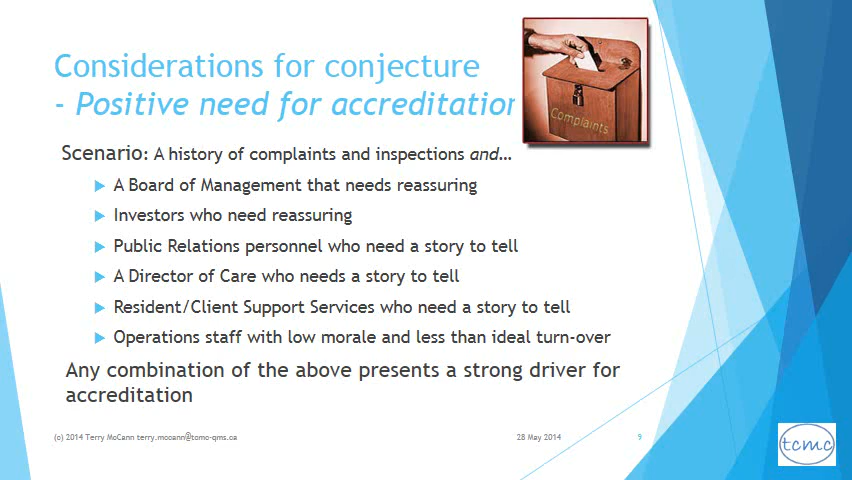 Considerations for conjecture
- Positive need for accreditation
Complaints
Scenario: A history of complaints and inspections and...
A Board of Management that needs reassuring
Investors who need reassuring
Public Relations personnel who need a story to tell
A Director of Care who needs a story to tell
Resident/Client Support Services who need a story to tell
Operations staff with low morale and less than ideal turn-over
Any combination of the above presents a strong driver for
accreditation
(c) 2014 Terry McCann terry.mccann@tcmc-qms.ca
28 May 2014
9
tcmc